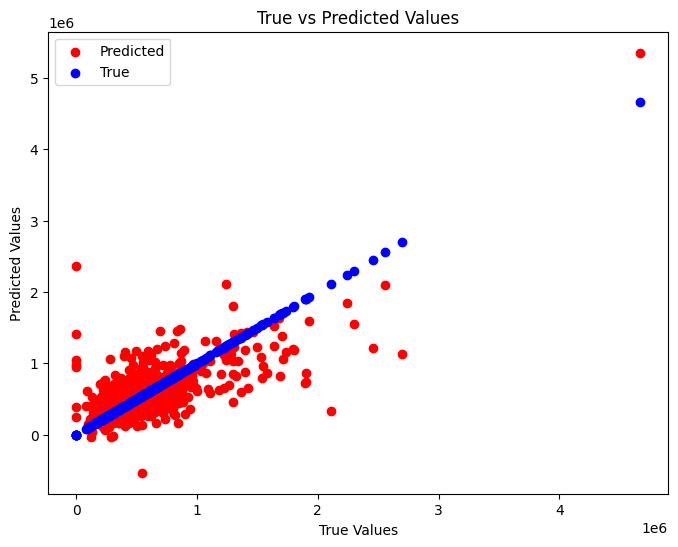 True vs Predicted Values
1e6
Predicted
True
5
4
3
2
1
0
Predicted Values
0 1 2 3 4
1e6
True Values